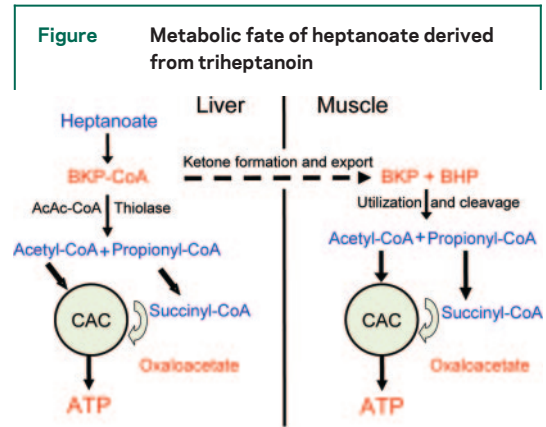 Figure Metabolic fate of heptanoate derived
from triheptanoin
Liver Muscle
Heptanoate
Ketone formation and export
BKP-CoA
BKP + BHP
AcAc-CoA Thiolase
Utilization and cleavage
Acetyl-CoA+Propionyl-CoA
Acetyl-CoA+Propionyl-CoA
CAC
Succinyl-CoA
CAC
Succinyl-CoA
Oxaloacetate
Oxaloacetate
ATP
ATP